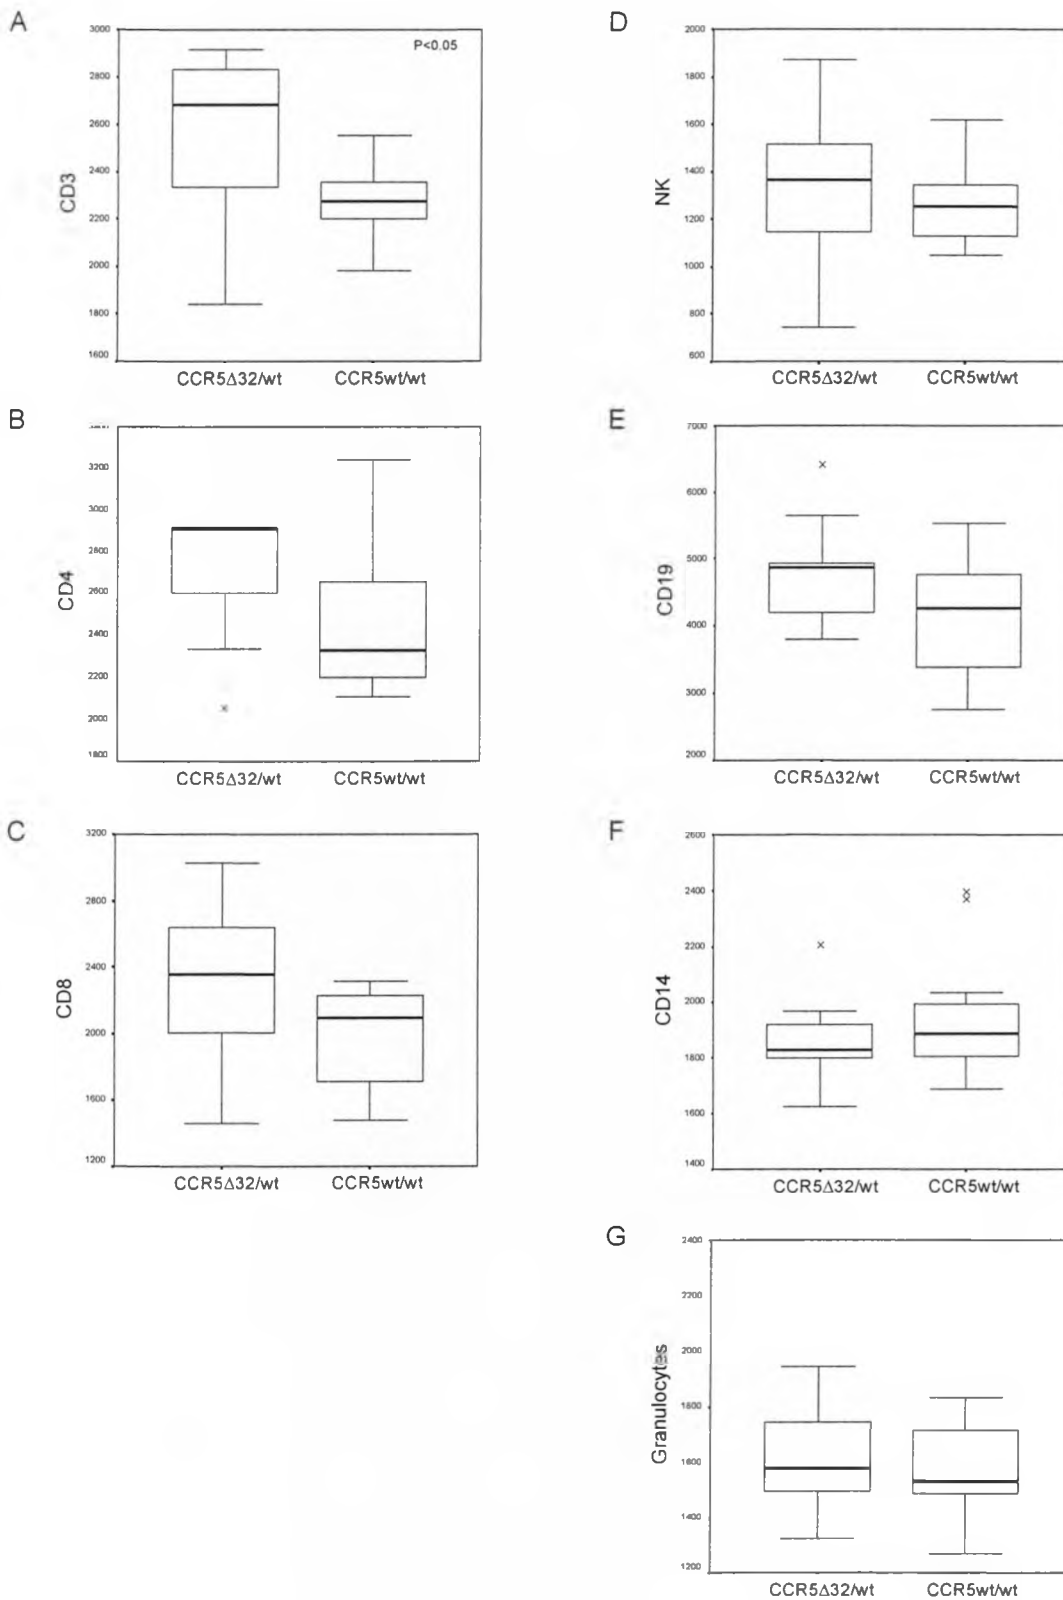 A
P<0.05
CD3
3000
2800
2600
2400
2200
2000
1800
1600
CCR5Δ32/wt
CCR5wt/wt
B
CD4
3400
3200
3000
2800
2600
2400
2200
2000
1800
CCR5Δ32/wt
CCR5wt/wt
C
CD8
3200
2800
2400
2000
1600
1200
CCR5Δ32/wt
CCR5wt/wt
D
NK
2000
1800
1600
1400
1200
1000
800
600
CCR5Δ32/wt
CCR5wt/wt
E
CD19
7000
6000
5000
4000
3000
2000
CCR5Δ32/wt
CCR5wt/wt
F
CD14
2600
2400
2200
2000
1800
1600
1400
CCR5Δ32/wt
CCR5wt/wt
G
Granulocytes
2400
2200
2000
1800
1600
1400
1200
CCR5Δ32/wt
CCR5wt/wt